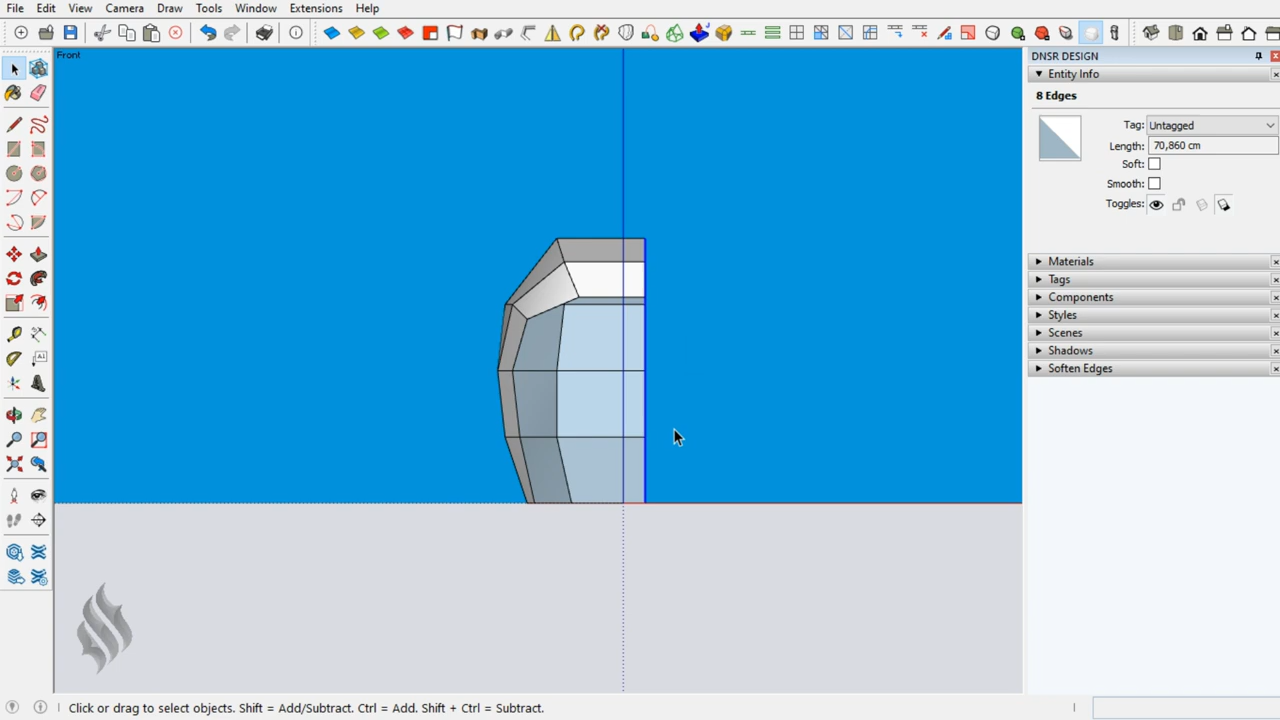 File Edit View Camera Draw Tools Window Extensions Help
Front
DNSR DESIGN
Entity Info
8 Edges
Tag: Untagged
Length: 70,860 cm
Soft:
Smooth:
Toggles:
Materials
Tags
Components
Styles
Scenes
Shadows
Soften Edges
Click or drag to select objects. Shift = Add/Subtract. Ctrl = Add. Shift + Ctrl = Subtract.